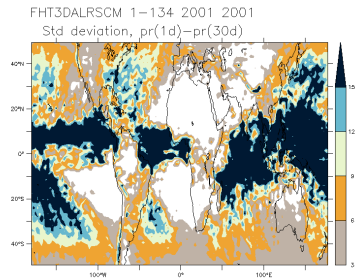 FHT3DALRSCM 1-134 2001 2001
Std deviation, pr(1d)-pr(30d)
40°N
20°N
0°
20°S
40°S
100°W
0°
100°E
15
12
9
6
3